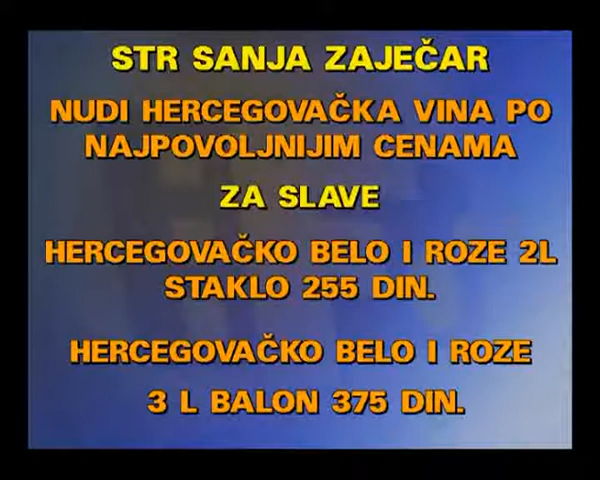 STR SANJA ZAJEČAR
NUDI HERCEGOVAČKA VINA PO
NAJPOVOLJNIJIM CENAMA
ZA SLAVE
HERCEGOVAČKO BELO I ROZE 2L
STAKLO 255 DIN.
HERCEGOVAČKO BELO I ROZE
3 L BALON 375 DIN.